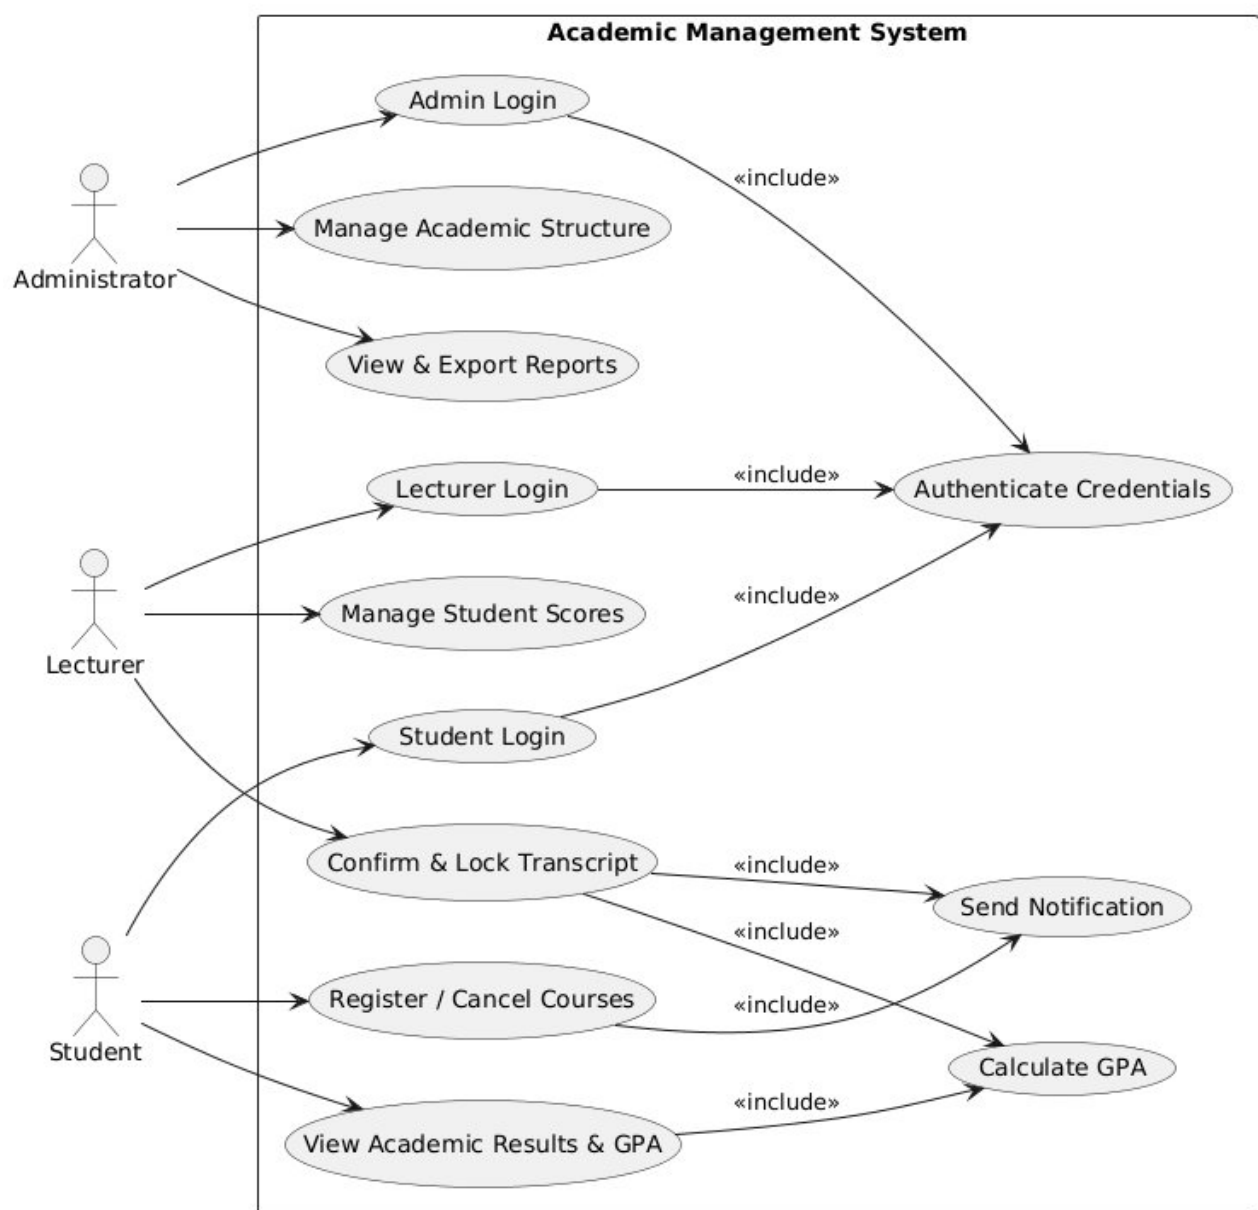 Academic Management System
Admin Login
«include»
Manage Academic Structure
Administrator
View & Export Reports
Lecturer Login
«include»
Authenticate Credentials
«include»
Manage Student Scores
Lecturer
Student Login
Confirm & Lock Transcript
«include»
Send Notification
«include»
Register / Cancel Courses
«include»
Student
Calculate GPA
«include»
View Academic Results & GPA